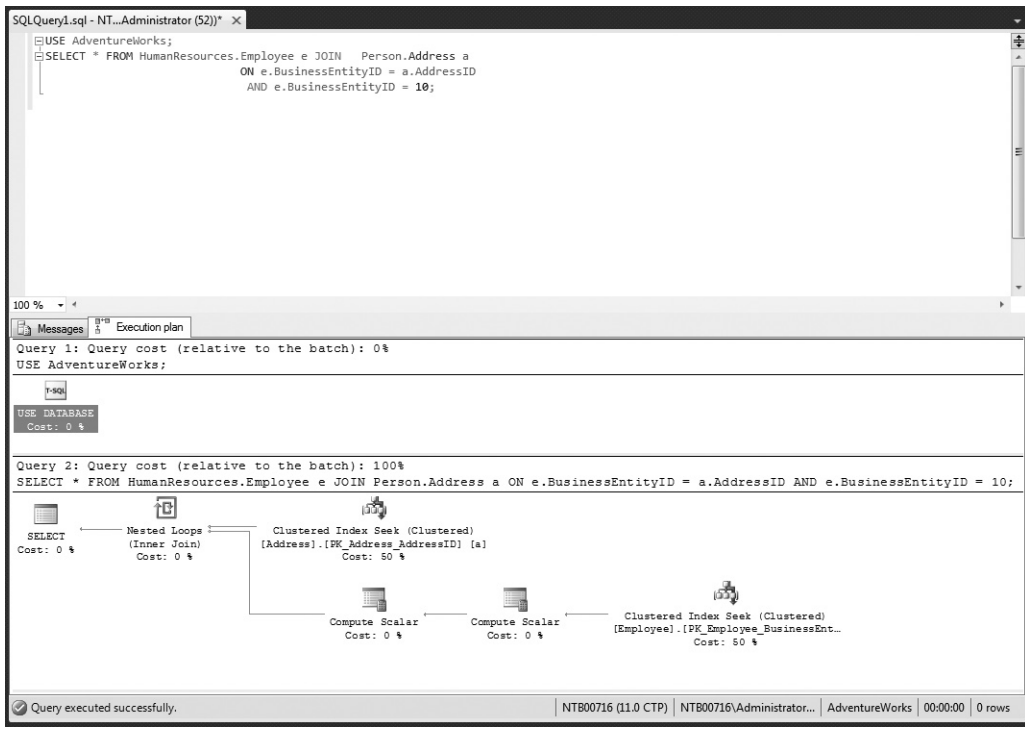 SQLQuery1.sql - NT...Administrator (52))* ×
USE AdventureWorks;
SELECT * FROM HumanResources.Employee e JOIN Person.Address a
ON e.BusinessEntityID = a.AddressID
AND e.BusinessEntityID = 10;
100 %
Messages Execution plan
Query 1: Query cost (relative to the batch): 0%
USE AdventureWorks;
T-SQL
USE DATABASE
Cost: 0 %
Query 2: Query cost (relative to the batch): 100%
SELECT * FROM HumanResources.Employee e JOIN Person.Address a ON e.BusinessEntityID = a.AddressID AND e.BusinessEntityID = 10;
SELECT
Cost: 0 %
Nested Loops
(Inner Join)
Cost: 0 %
Clustered Index Seek (Clustered)
[Address].[PK_Address_AddressID] [a]
Cost: 50 %
Compute Scalar
Cost: 0 %
Compute Scalar
Cost: 0 %
Clustered Index Seek (Clustered)
[Employee].[PK_Employee_BusinessEnt...
Cost: 50 %
Query executed successfully. NTB00716 (11.0 CTP) NTB00716\Administrator... AdventureWorks 00:00:00 0 rows